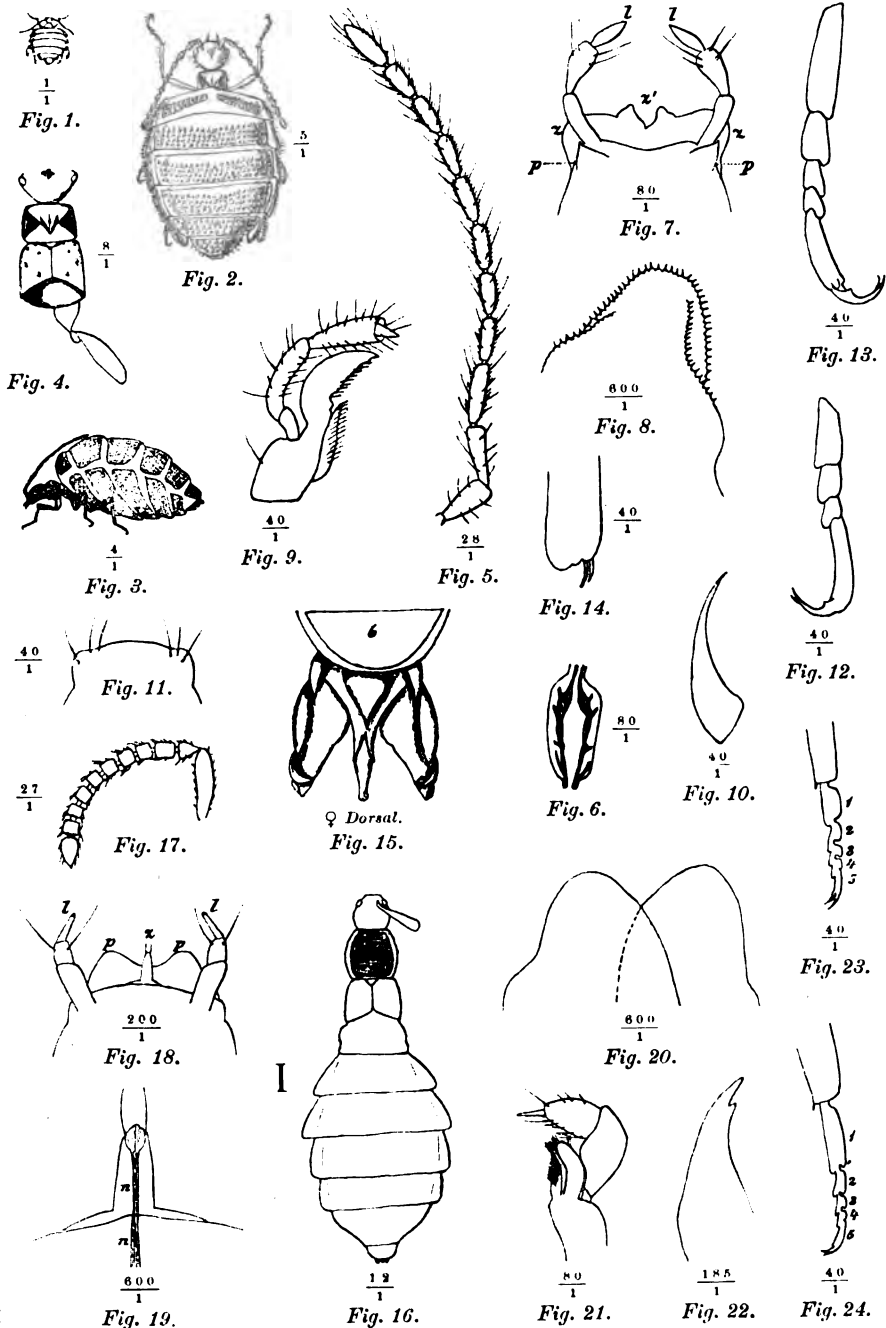 1
1
Fig. 1.
5
1
Fig. 2.
8
1
Fig. 4.
4
1
Fig. 3.
40
1
Fig. 9.
28
1
Fig. 5.
l l
z' z z
p p
80
1
Fig. 7.
600
1
Fig. 8.
40
1
Fig. 13.
40
1
Fig. 14.
40
1
Fig. 12.
40
1
Fig. 11.
6
♀ Dorsal.
Fig. 15.
80
1
Fig. 6.
40
1
Fig. 10.
27
1
Fig. 17.
1
2
3
4
5
40
1
Fig. 23.
l p z p l
200
1
Fig. 18.
I
12
1
Fig. 16.
600
1
Fig. 20.
n
n
600
1
Fig. 19.
80
1
Fig. 21.
185
1
Fig. 22.
1
2
3
4
5
40
1
Fig. 24.